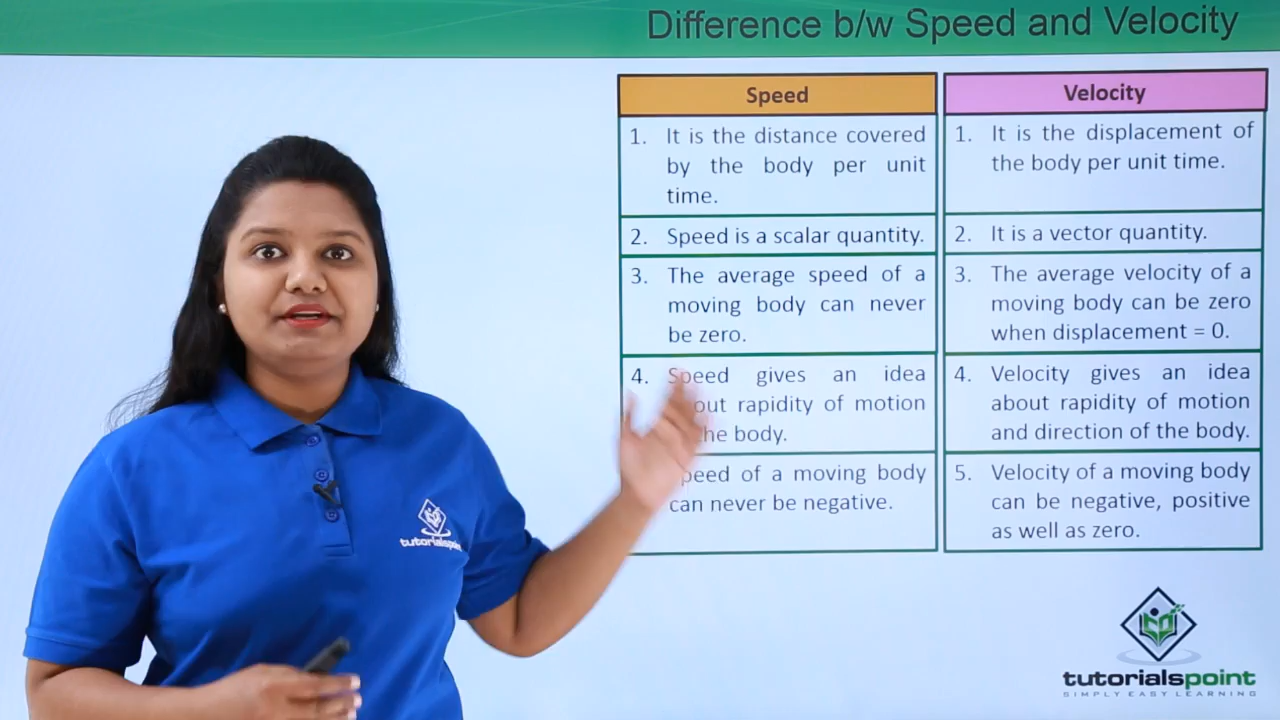 Difference b/w Speed and Velocity
Speed
1. It is the distance covered
by the body per unit
time.
2. Speed is a scalar quantity.
3. The average speed of a
moving body can never
be zero.
4. Speed gives an idea
rapidity of motion
the body.
of a moving body
can never be negative.
Velocity
1. It is the displacement of
the body per unit time.
2. It is a vector quantity.
3. The average velocity of a
moving body can be zero
when displacement = 0.
4. Velocity gives an idea
about rapidity of motion
and direction of the body.
5. Velocity of a moving body
can be negative, positive
as well as zero.
tutorialspoint
tutorialspoint
SIMPLY EASY LEARNING